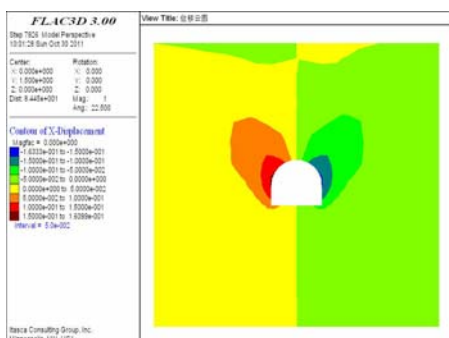 FLAC3D 3.00
Step 7926 Model Perspective
10:31:26 Sun Oct 30 2011
Center:
X: 0.000e+000
Y: 1.500e+000
Z: 0.000e+000
Dist: 8.445e+001
Rotation:
X: 0.000
Y: 0.000
Z: 0.000
Mag.: 1
Ang.: 22.500
Contour of X-Displacement
Magfac = 0.000e+000
-1.6333e-001 to -1.5000e-001
-1.5000e-001 to -1.0000e-001
-1.0000e-001 to -5.0000e-002
-5.0000e-002 to 0.0000e+000
0.0000e+000 to 5.0000e-002
5.0000e-002 to 1.0000e-001
1.0000e-001 to 1.5000e-001
1.5000e-001 to 1.6099e-001
Interval = 5.0e-002
Itasca Consulting Group, Inc.
Minneapolis, MN USA
View Title: 位移云图